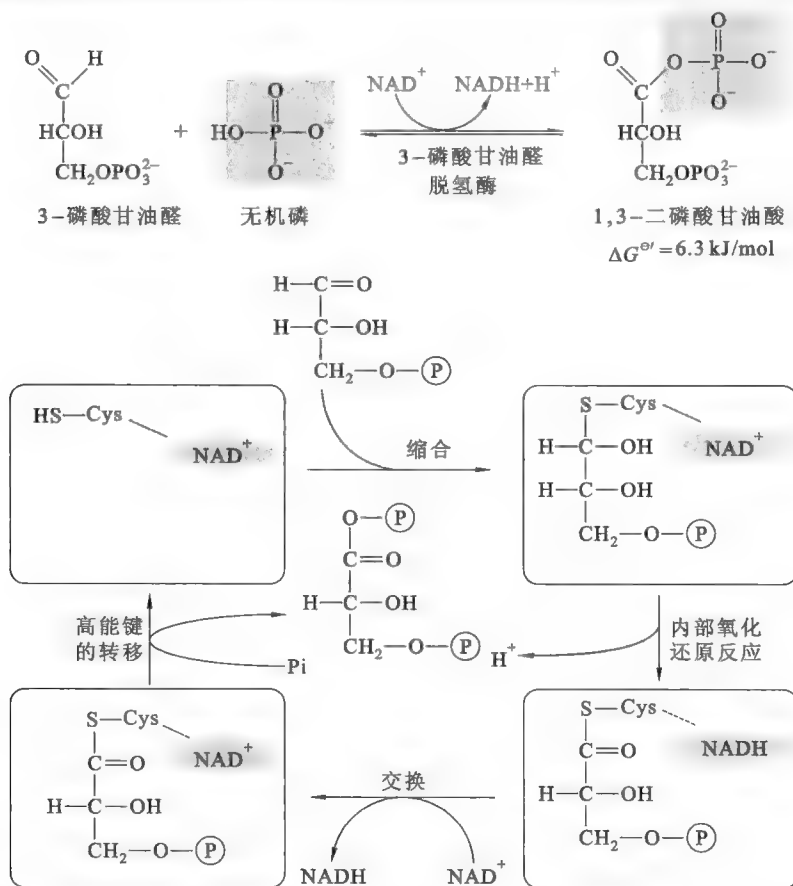 O H
C
HCOH
CH₂OPO₃²⁻
3-磷酸甘油醛
+
O
HO—P—O⁻
O⁻
无机磷
NAD⁺ NADH+H⁺
3-磷酸甘油醛
脱氢酶
O
O O—P—O⁻
C O⁻
HCOH
CH₂OPO₃²⁻
1,3-二磷酸甘油酸
ΔG⊖′=6.3 kJ/mol
H—C=O
H—C—OH
CH₂—O—P
HS—Cys
NAD⁺
缩合
S—Cys
H—C—OH NAD⁺
H—C—OH
CH₂—O—P
O—P
C=O
H—C—OH
CH₂—O—P
高能键
的转移
Pi
H⁺
内部氧化
还原反应
S—Cys
NAD⁺
C=O
H—C—OH
CH₂—O—P
交换
NADH NAD⁺
S—Cys
C=O NADH
H—C—OH
CH₂—O—P